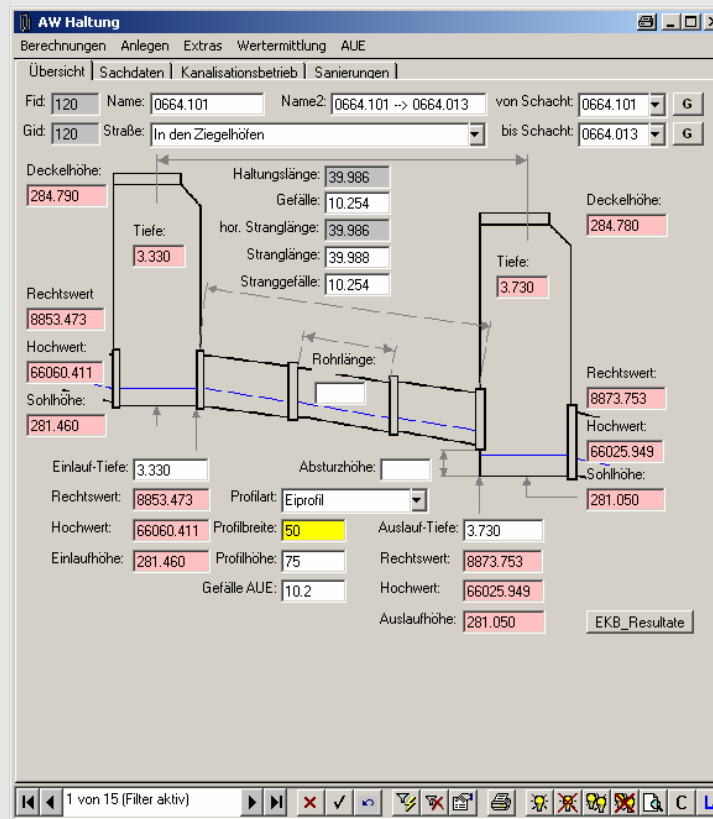 AW Haltung
Berechnungen Anlegen Extras Wertermittlung AUE
Übersicht Sachdaten Kanalisationsbetrieb Sanierungen
Fid: 120 Name: 0664.101 Name2: 0664.101 --> 0664.013 von Schacht: 0664.101 G
Gid: 120 Straße: In den Ziegelhöfen bis Schacht: 0664.013 G
Deckelhöhe: Haltungslänge: 39.986
284.790 Gefälle: 10.254 Deckelhöhe:
hor. Stranglänge: 39.986 284.780
Tiefe: Stranglänge: 39.988
3.330 Stranggefälle: 10.254 Tiefe:
3.730
Rechtswert
8853.473
Hochwert: Rohrlänge:
66060.411 Rechtswert:
8873.753
Sohlhöhe: Hochwert:
281.460 66025.949
Einlauf-Tiefe: 3.330 Absturzhöhe: Sohlhöhe:
Rechtswert: 8853.473 Profilart: Eiprofil 281.050
Hochwert: 66060.411 Profilbreite: 50 Auslauf-Tiefe: 3.730
Einlaufhöhe: 281.460 Profilhöhe: 75 Rechtswert: 8873.753
Gefälle AUE: 10.2 Hochwert: 66025.949
Auslaufhöhe: 281.050 EKB_Resultate
1 von 15 (Filter aktiv) C L